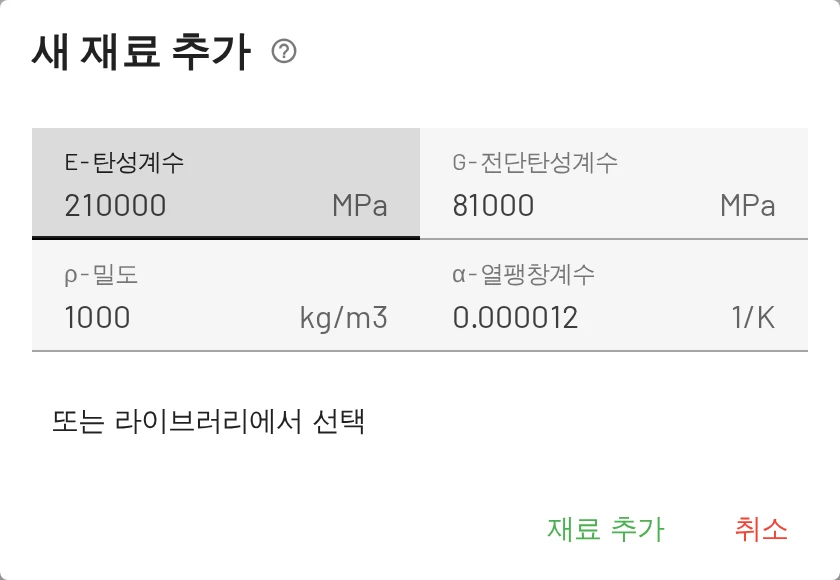 새 재료 추가
E-탄성계수 G-전단탄성계수
210000 MPa 81000 MPa
ρ-밀도 α-열팽창계수
1000 kg/m3 0.000012 1/K
또는 라이브러리에서 선택
재료 추가 취소